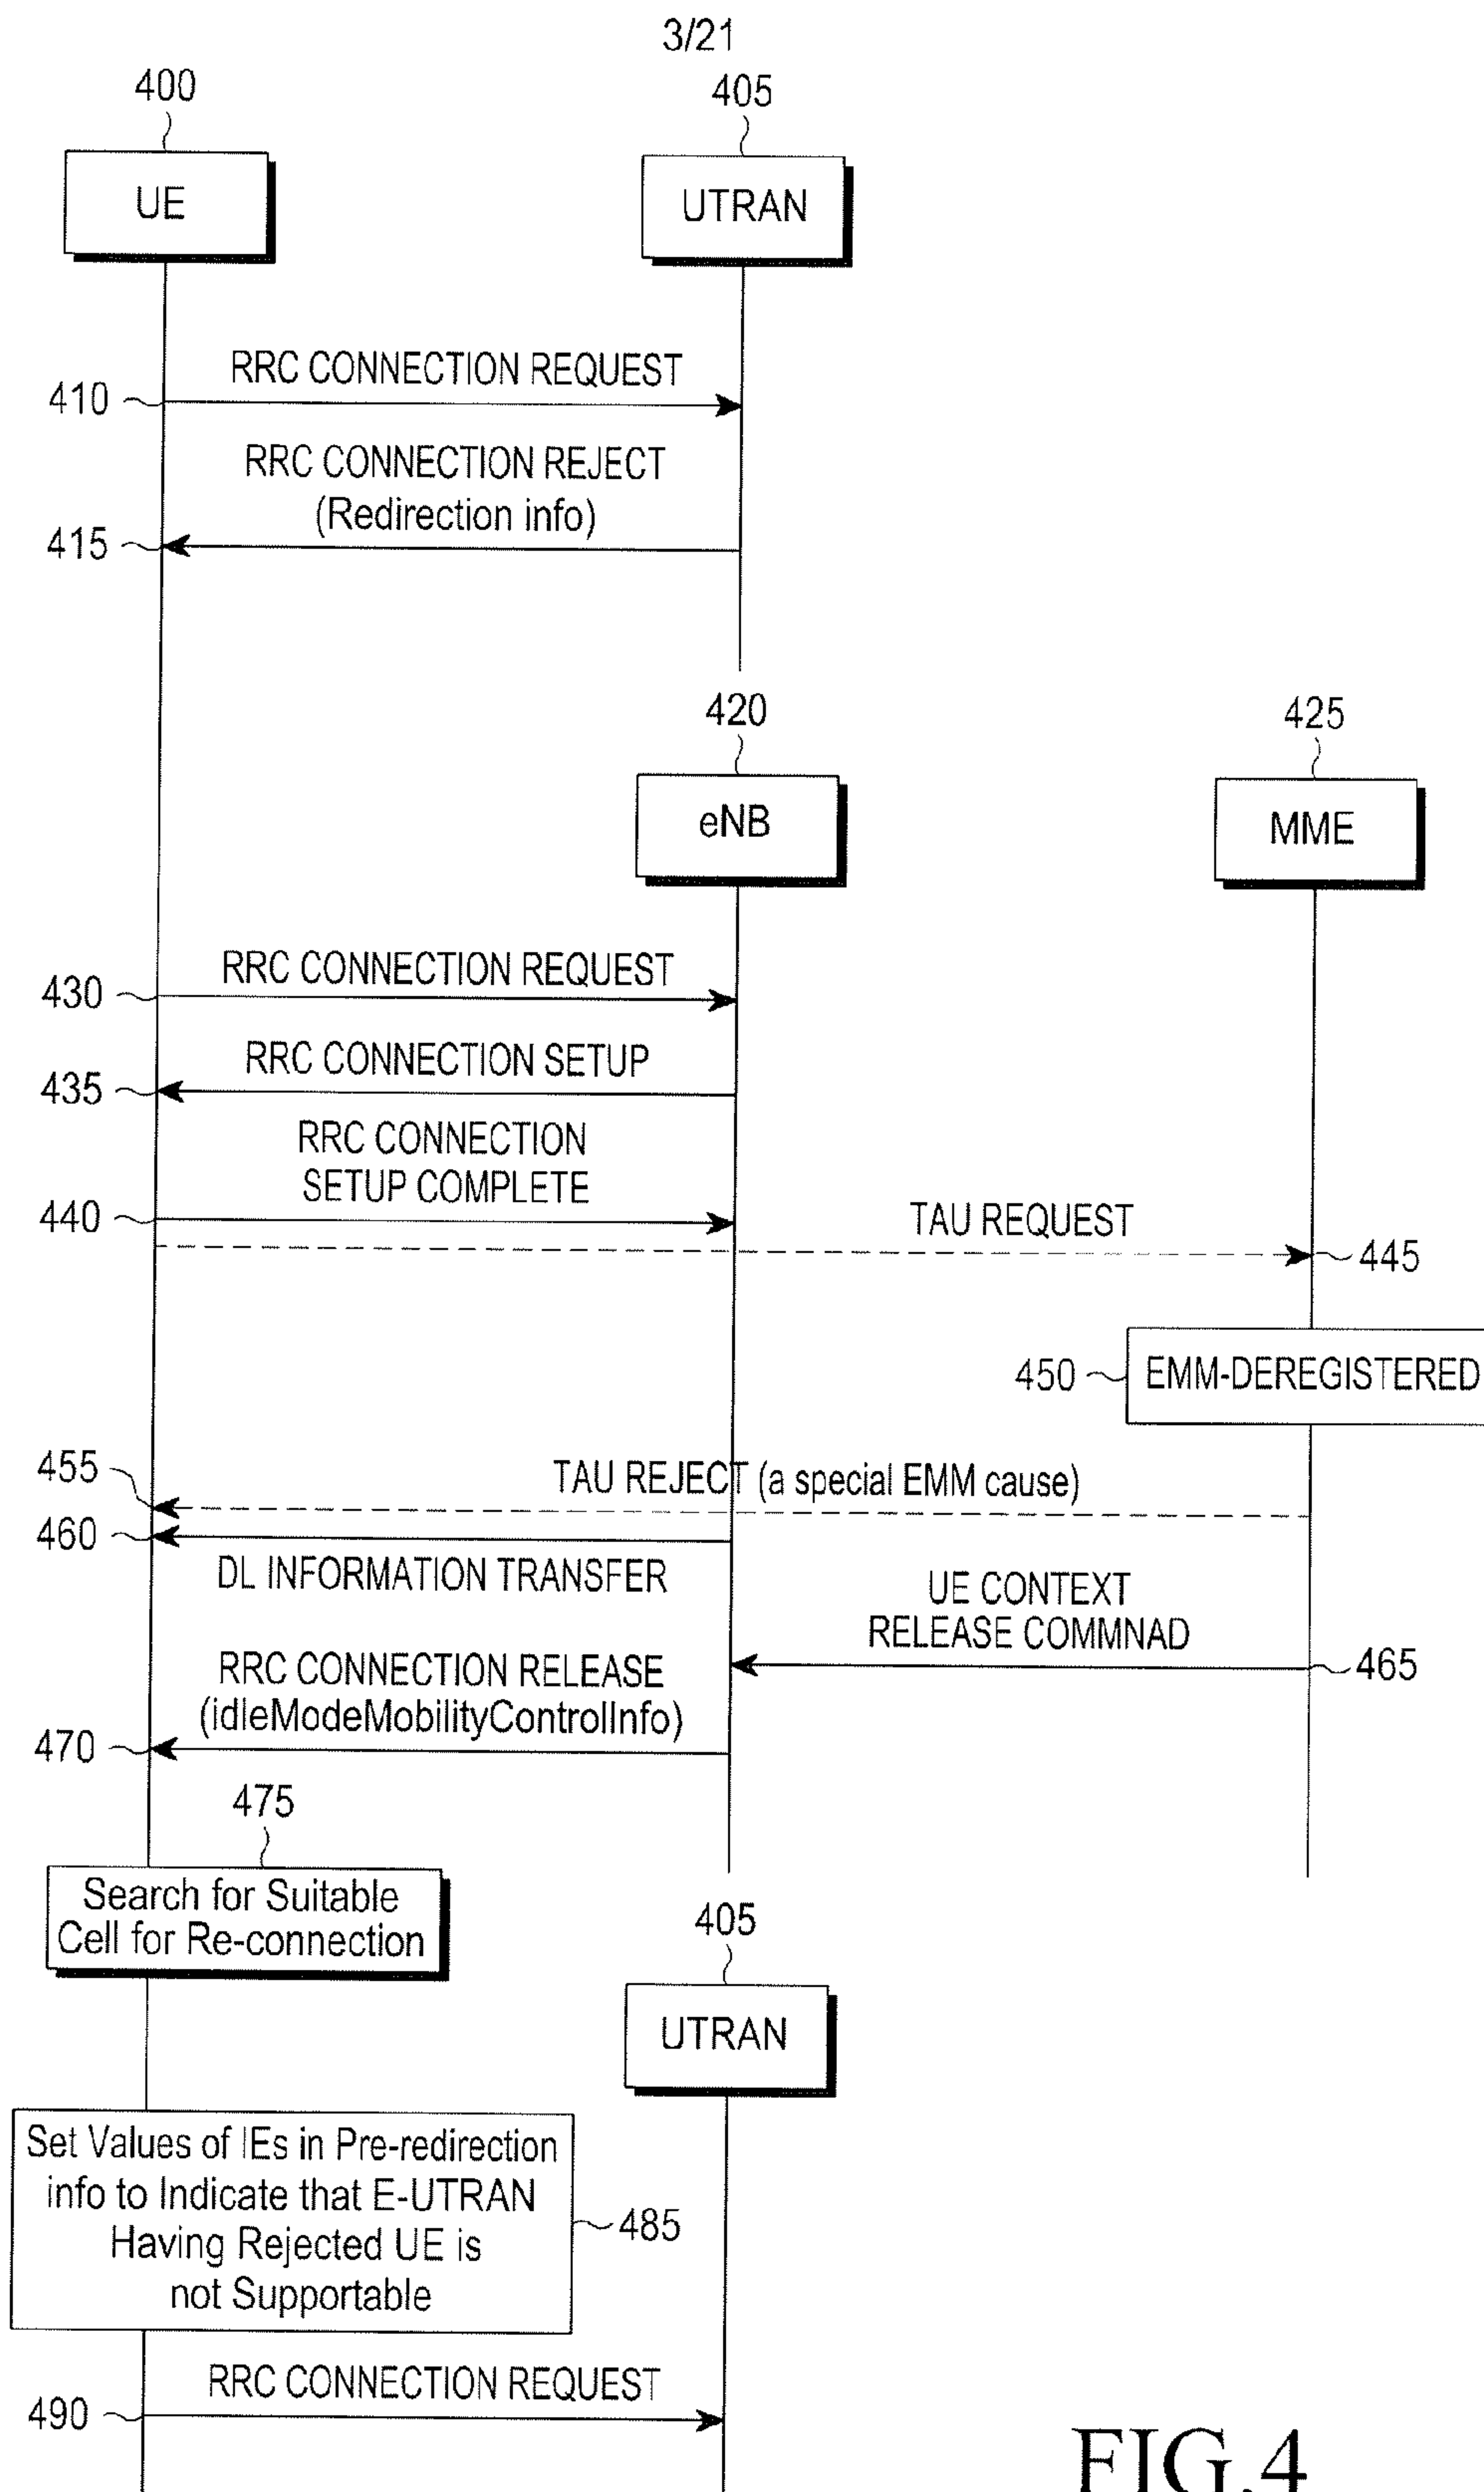 3/21
400
405
UE
UTRAN
RRC CONNECTION REQUEST
410
RRC CONNECTION REJECT
(Redirection info)
415
420
425
eNB
MME
RRC CONNECTION REQUEST
430
RRC CONNECTION SETUP
435
RRC CONNECTION
SETUP COMPLETE
440
TAU REQUEST
445
450
EMM-DEREGISTERED
455
TAU REJECT (a special EMM cause)
460
DL INFORMATION TRANSFER
UE CONTEXT
RELEASE COMMNAD
465
RRC CONNECTION RELEASE
(idleModeMobilityControlInfo)
470
475
Search for Suitable
Cell for Re-connection
405
UTRAN
Set Values of IEs in Pre-redirection
info to Indicate that E-UTRAN
Having Rejected UE is
not Supportable
485
RRC CONNECTION REQUEST
490
FIG.4